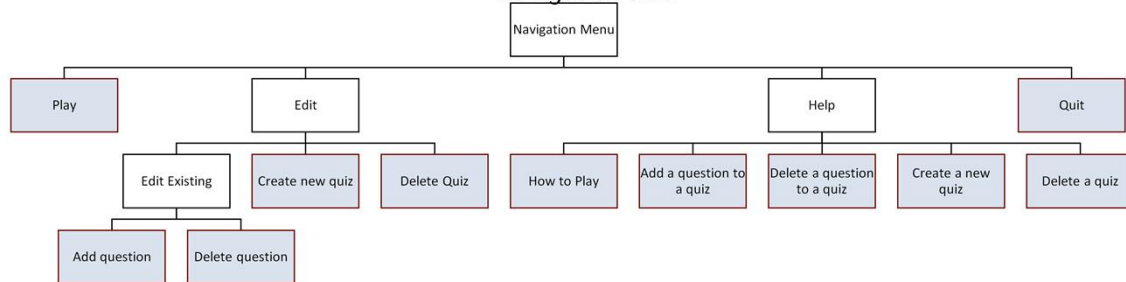 Navigation Menu
Play
Edit
Help
Quit
Edit Existing
Create new quiz
Delete Quiz
How to Play
Add a question to
a quiz
Delete a question
to a quiz
Create a new
quiz
Delete a quiz
Add question
Delete question